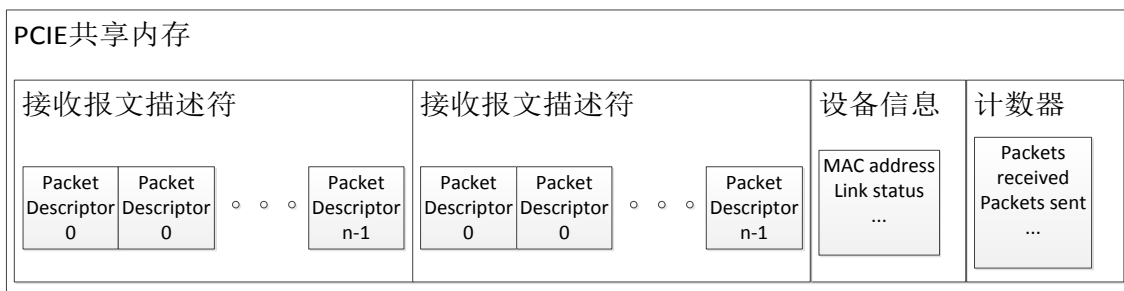 PCIE共享内存
接收报文描述符
Packet
Descriptor
0
Packet
Descriptor
0
。。。
Packet
Descriptor
n-1
接收报文描述符
Packet
Descriptor
0
Packet
Descriptor
0
。。。
Packet
Descriptor
n-1
设备信息
MAC address
Link status
...
计数器
Packets
received
Packets sent
...